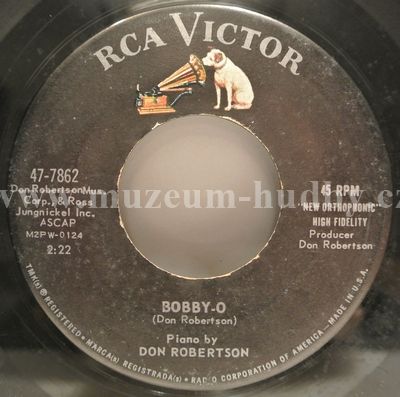 RCA VICTOR
47-7862
Don Robertson Mus.
Corp. & Ross
Jungnickel Inc.
ASCAP
M2PW-0124
2:22
45 RPM
"NEW ORTHOPHONIC"
HIGH FIDELITY
Producer
Don Robertson
www.muzeum-hudby.cz
BOBBY-O
(Don Robertson)
Piano by
DON ROBERTSON
TMK(s) ® REGISTERED • MARCA(s) REGISTRADA(s) • RADIO CORPORATION OF AMERICA—MADE IN U.S.A.